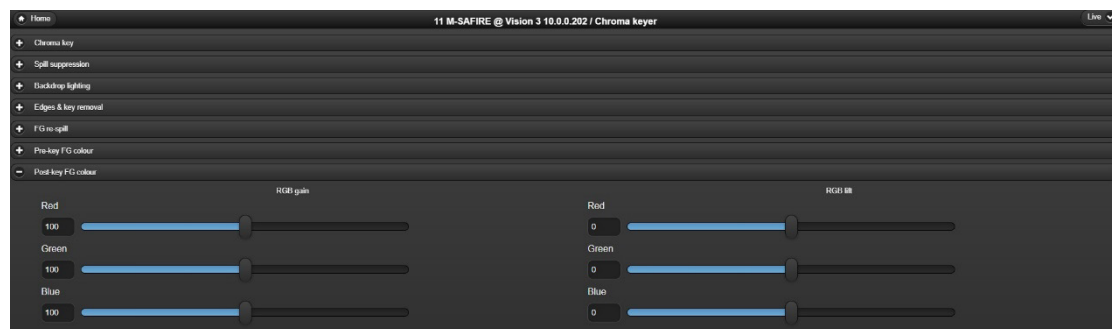 Home
11 M-SAFIRE @ Vision 3 10.0.0.202 / Chroma keyer
Live
Chroma key
Spill suppression
Backdrop lighting
Edges & key removal
FG re-spill
Pre-key FG colour
Post-key FG colour
RGB gain
RGB lift
Red
Red
100
0
Green
Green
100
0
Blue
Blue
100
0